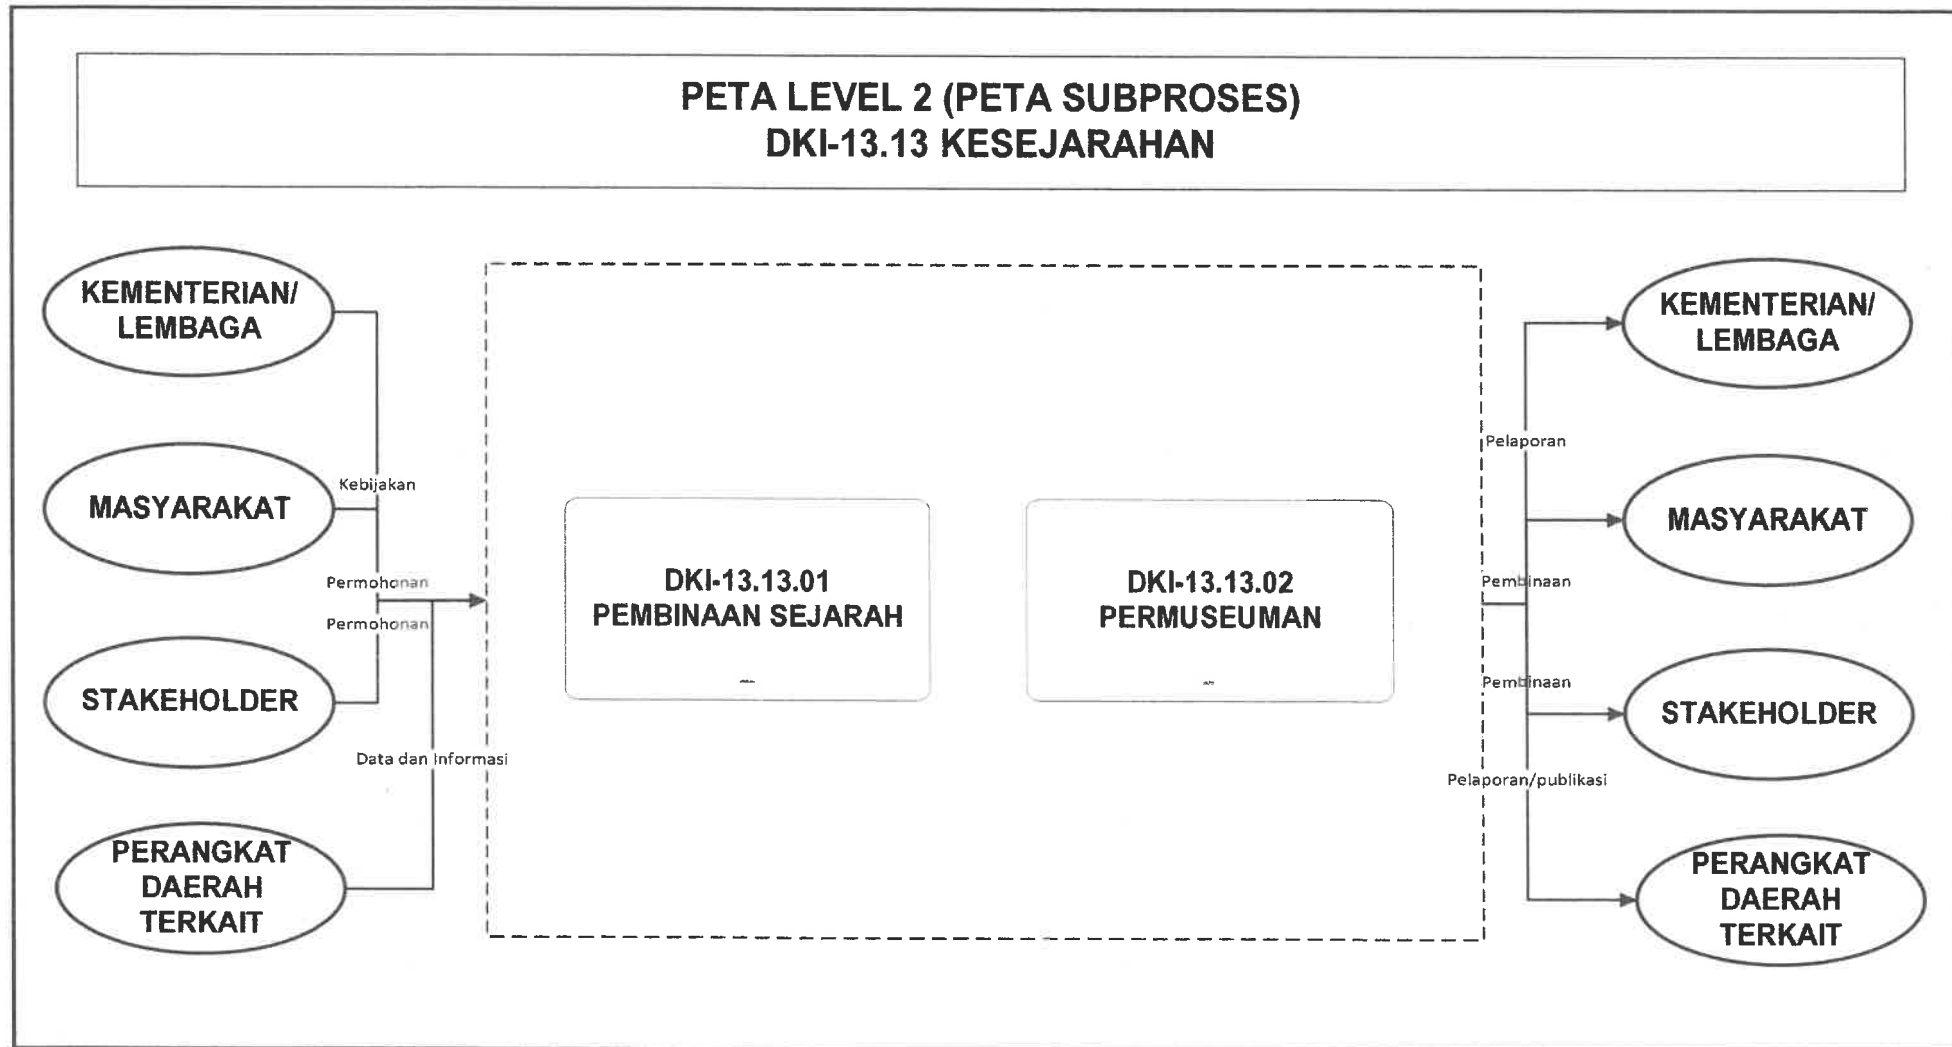 PETA LEVEL 2 (PETA SUBPROSES)
DKI-13.13 KESEJARAHAN
KEMENTERIAN/
LEMBAGA
MASYARAKAT
STAKEHOLDER
PERANGKAT
DAERAH
TERKAIT
Kebijakan
Permohonan
Permohonan
Data dan Informasi
DKI-13.13.01
PEMBINAAN SEJARAH
DKI-13.13.02
PERMUSEUMAN
Pelaporan
Pembinaan
Pembinaan
Pelaporan/publikasi
KEMENTERIAN/
LEMBAGA
MASYARAKAT
STAKEHOLDER
PERANGKAT
DAERAH
TERKAIT